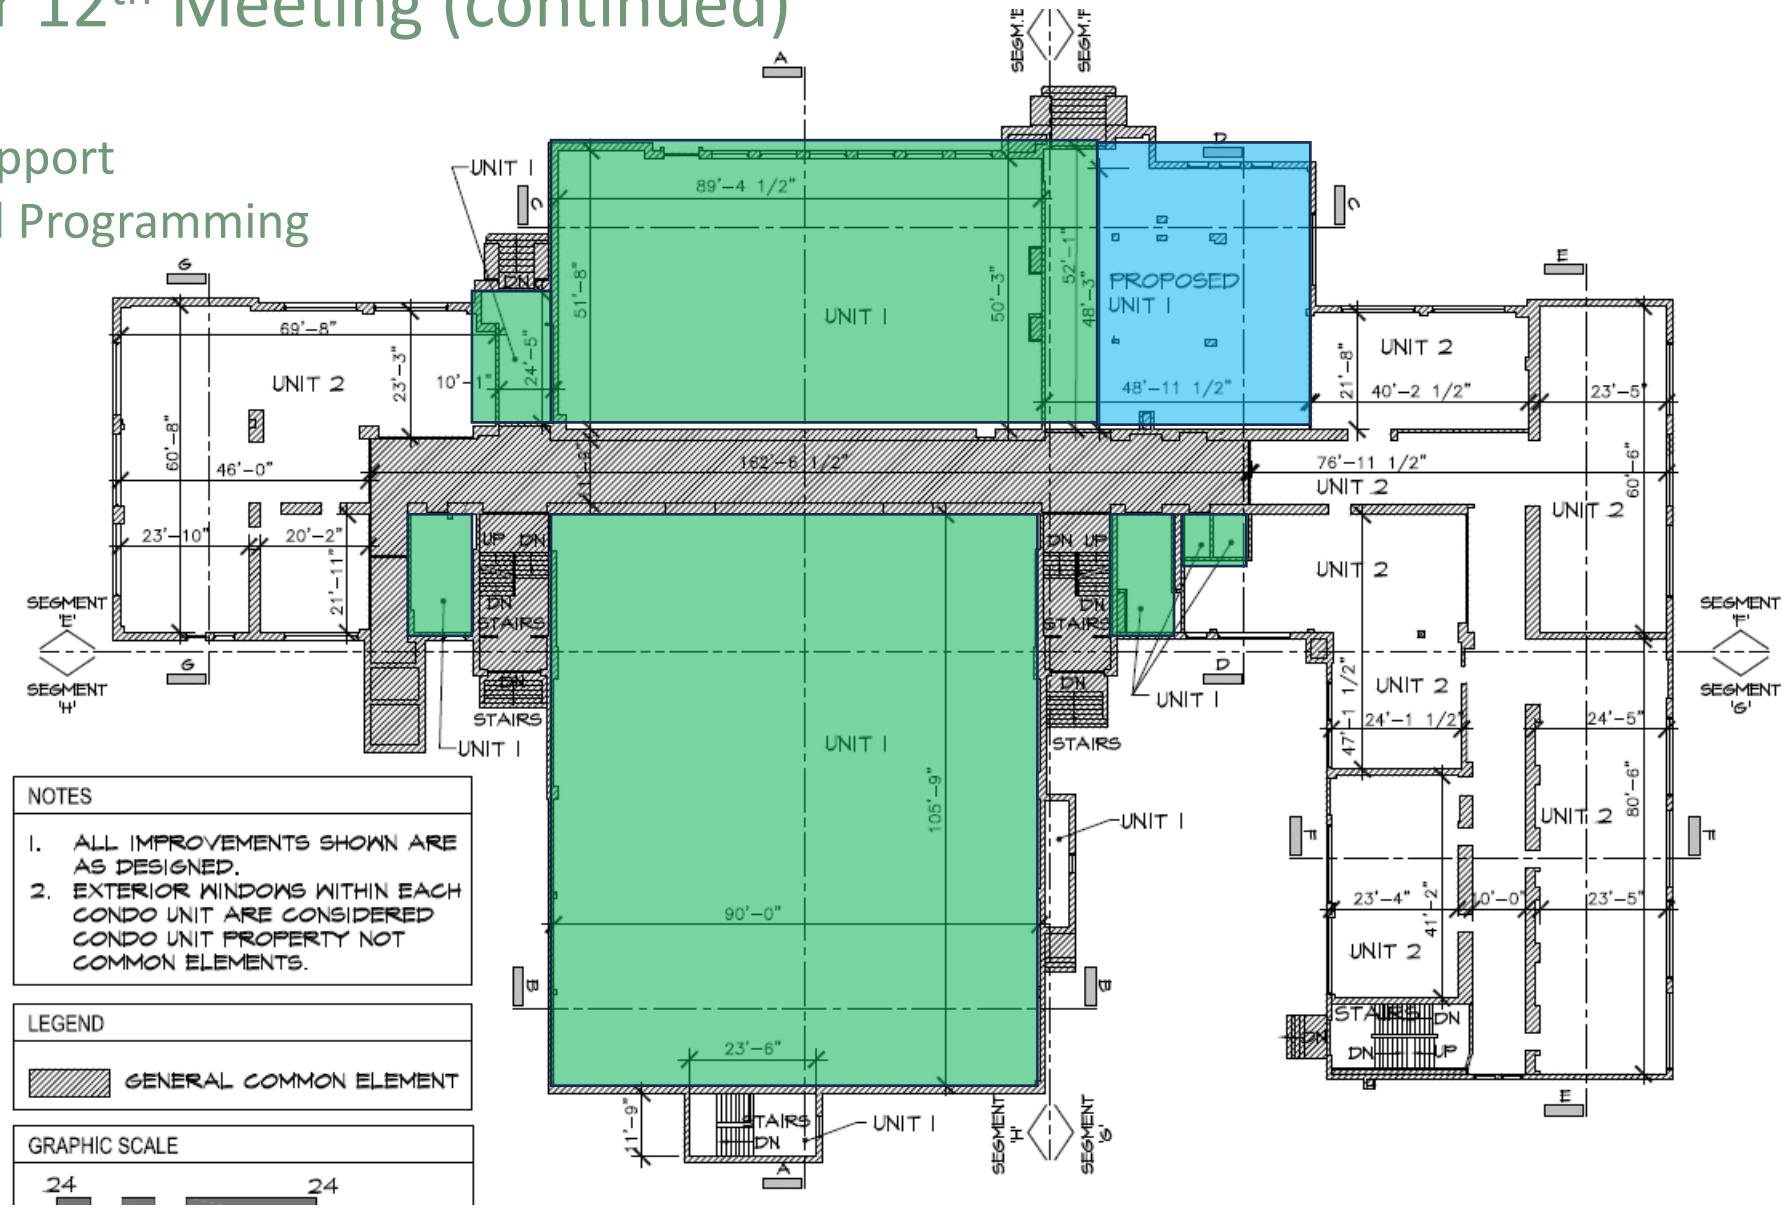 r 12th Meeting (continued)
pport
l Programming
SEGM.'E'
SEGM.'F'
A
D
UNIT 1
C
C
89'-4 1/2"
51'-8"
50'-3"
52'-1"
48'-3"
PROPOSED
UNIT 1
UNIT 1
48'-11 1/2"
G
E
DN
69'-8"
23'-3"
10'-1"
24'-5"
UNIT 2
60'-8"
46'-0"
23'-10"
20'-2"
21'-11"
11'-9"
162'-6 1/2"
76'-11 1/2"
UNIT 2
UNIT 2
21'-8"
40'-2 1/2"
23'-5"
60'-6"
UNIT 2
UP DN
DN
STAIRS
DN
STAIRS
DN UP
DN
STAIRS
DN
STAIRS
UNIT 2
SEGMENT
'E'
SEGMENT
'H'
G
SEGMENT
'F'
SEGMENT
'G'
D
UNIT 1
UNIT 1
UNIT 1
UNIT 1
105'-9"
90'-0"
B
B
47'-1 1/2"
UNIT 2
24'-1 1/2"
24'-5"
UNIT 2
80'-6"
F
F
23'-4"
41'-2"
10'-0"
23'-5"
UNIT 2
STAIRS
DN
DN
DN
UP
E
23'-6"
11'-9"
STAIRS
DN
UNIT 1
A
SEGMENT
'H'
SEGMENT
'G'
NOTES
1. ALL IMPROVEMENTS SHOWN ARE
AS DESIGNED.
2. EXTERIOR WINDOWS WITHIN EACH
CONDO UNIT ARE CONSIDERED
CONDO UNIT PROPERTY NOT
COMMON ELEMENTS.
LEGEND
GENERAL COMMON ELEMENT
GRAPHIC SCALE
24
24